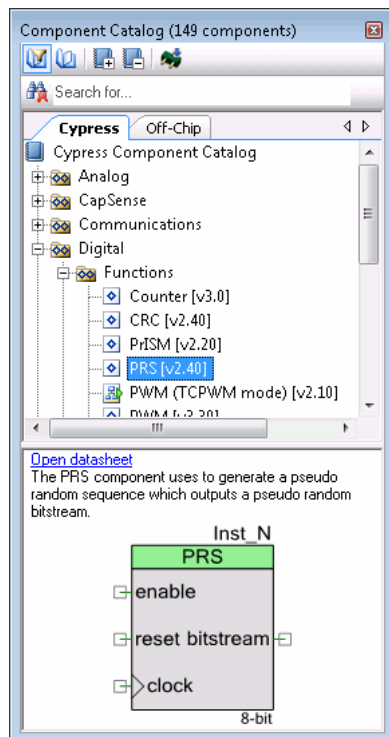 Component Catalog (149 components)
Search for...
Cypress Off-Chip
Cypress Component Catalog
Analog
CapSense
Communications
Digital
Functions
Counter [v3.0]
CRC [v2.40]
PrISM [v2.20]
PRS [v2.40]
PWM (TCPWM mode) [v2.10]
Open datasheet
The PRS component uses to generate a pseudo
random sequence which outputs a pseudo random
bitstream.
Inst_N
PRS
enable
reset bitstream
clock
8-bit